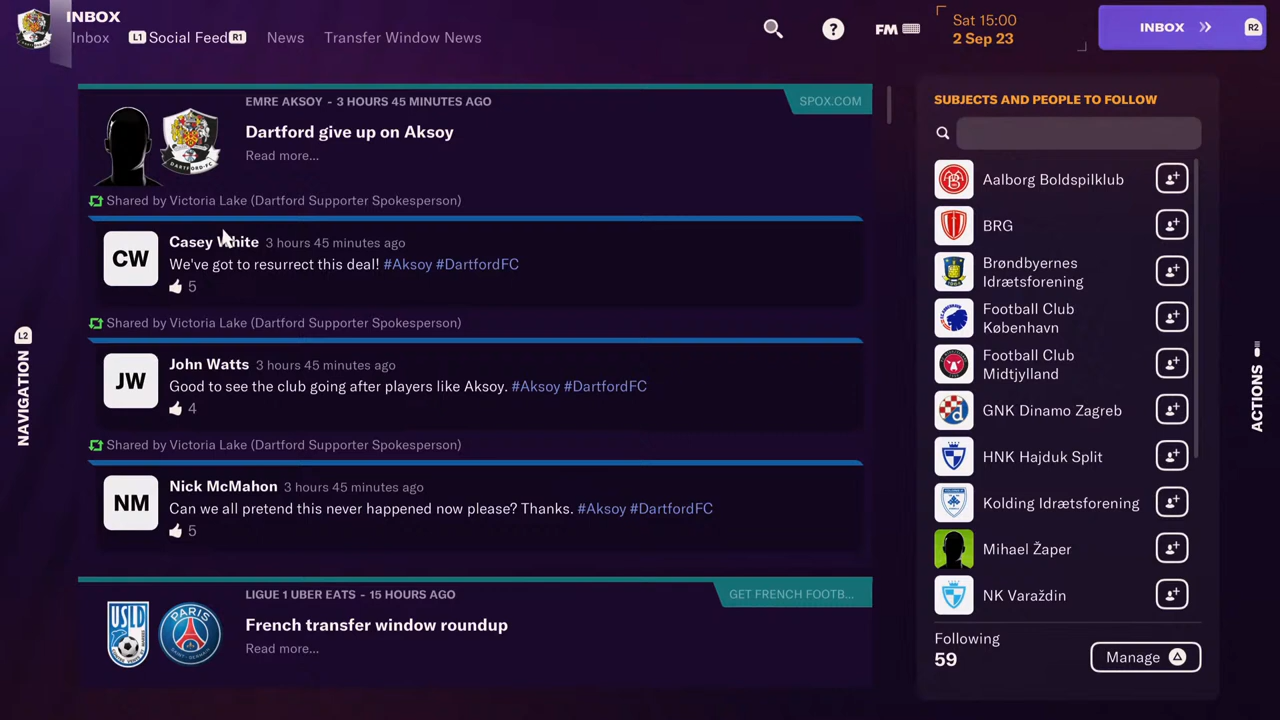 INBOX
Inbox
L1 Social Feed R1
News
Transfer Window News
FM
Sat 15:00
2 Sep 23
INBOX
R2
EMRE AKSOY - 3 HOURS 45 MINUTES AGO
SPOX.COM
Dartford give up on Aksoy
Read more...
DARTFORD FC
Shared by Victoria Lake (Dartford Supporter Spokesperson)
CW
Casey White 3 hours 45 minutes ago
We've got to resurrect this deal! #Aksoy #DartfordFC
5
Shared by Victoria Lake (Dartford Supporter Spokesperson)
JW
John Watts 3 hours 45 minutes ago
Good to see the club going after players like Aksoy. #Aksoy #DartfordFC
4
Shared by Victoria Lake (Dartford Supporter Spokesperson)
NM
Nick McMahon 3 hours 45 minutes ago
Can we all pretend this never happened now please? Thanks. #Aksoy #DartfordFC
5
LIGUE 1 UBER EATS - 15 HOURS AGO
GET FRENCH FOOTB...
French transfer window roundup
Read more...
USLD
PARIS
SAINT-GERMAIN
SUBJECTS AND PEOPLE TO FOLLOW
Aalborg Boldspilklub
BRG
Brøndbyernes
Idrætsforening
Football Club
København
Football Club
Midtjylland
GNK Dinamo Zagreb
HNK Hajduk Split
Kolding Idrætsforening
Mihael Žaper
NK Varaždin
Following
59
Manage
L2
NAVIGATION
ACTIONS